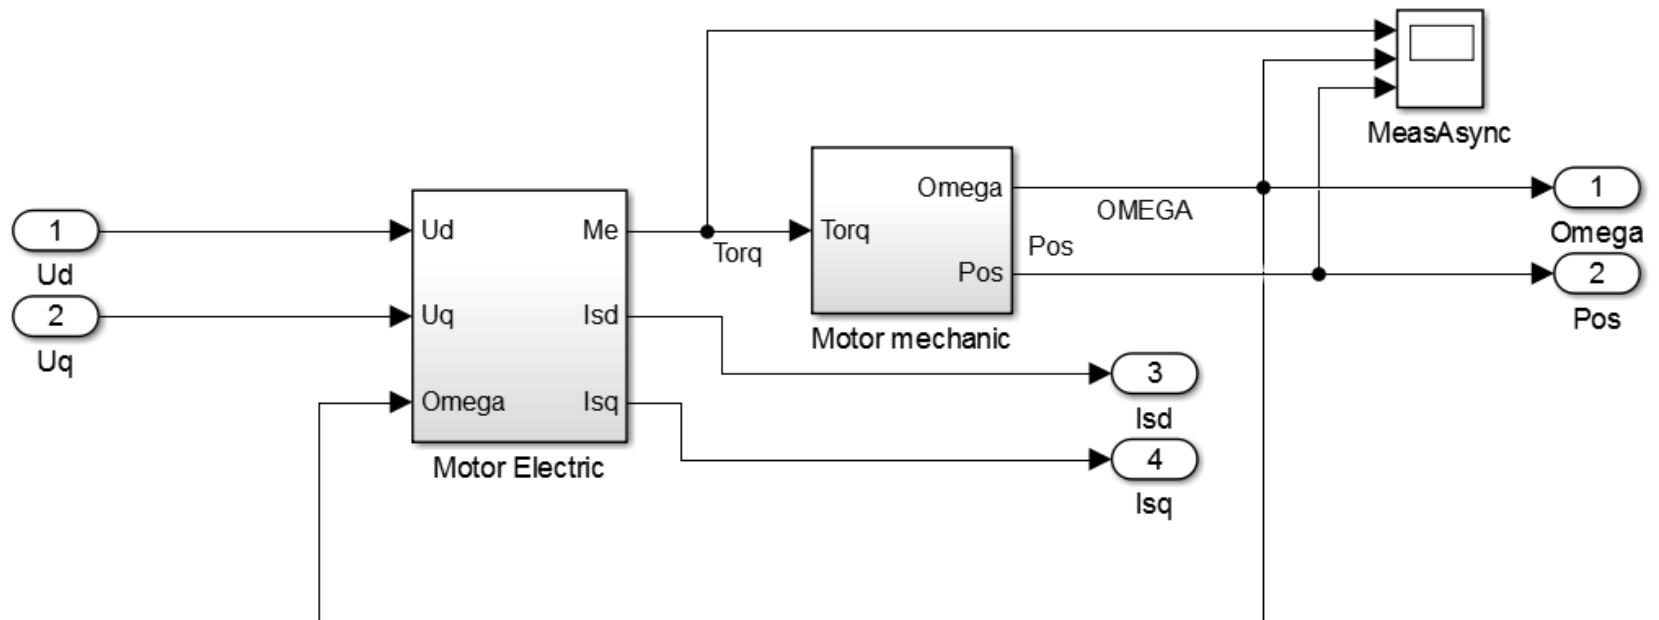 MeasAsync
1
Ud
2
Uq
Ud
Uq
Omega
Me
Isd
Isq
Motor Electric
Torq
Torq
Omega
Pos
Motor mechanic
OMEGA
Pos
1
Omega
2
Pos
3
Isd
4
Isq